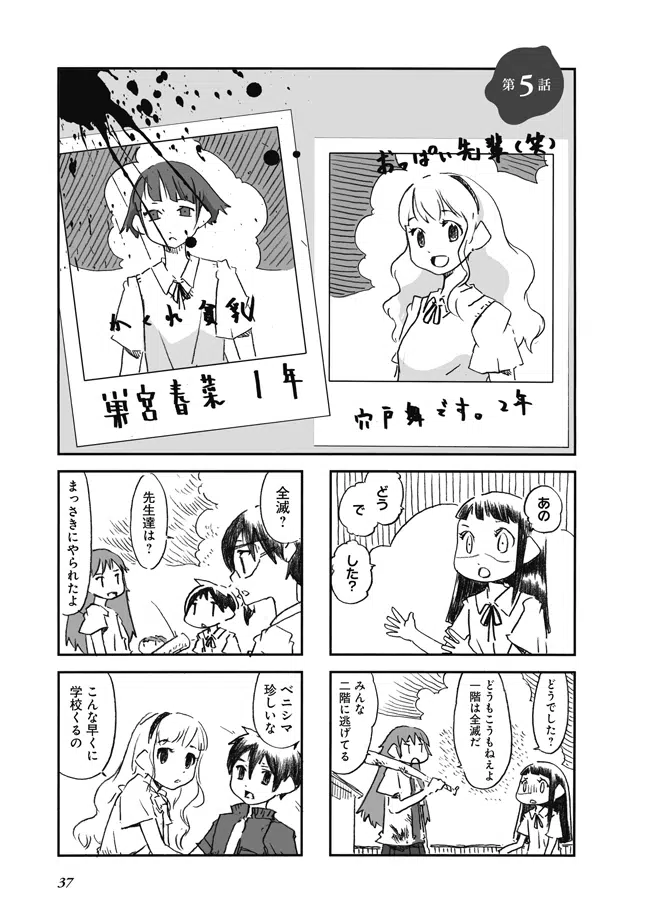 第5話
おっぱい先輩(笑)
穴戸舞です。2年
かくれ貧乳
巣宮春菜 1年
あの
どう
で
した?
どうでした?
どうもこうもねえよ
一階は全滅だ
みんな
二階に逃げてる
全滅?
先生達は?
まっさきにやられたよ
ベニシマ
珍しいな
こんな早くに
学校くるの
37